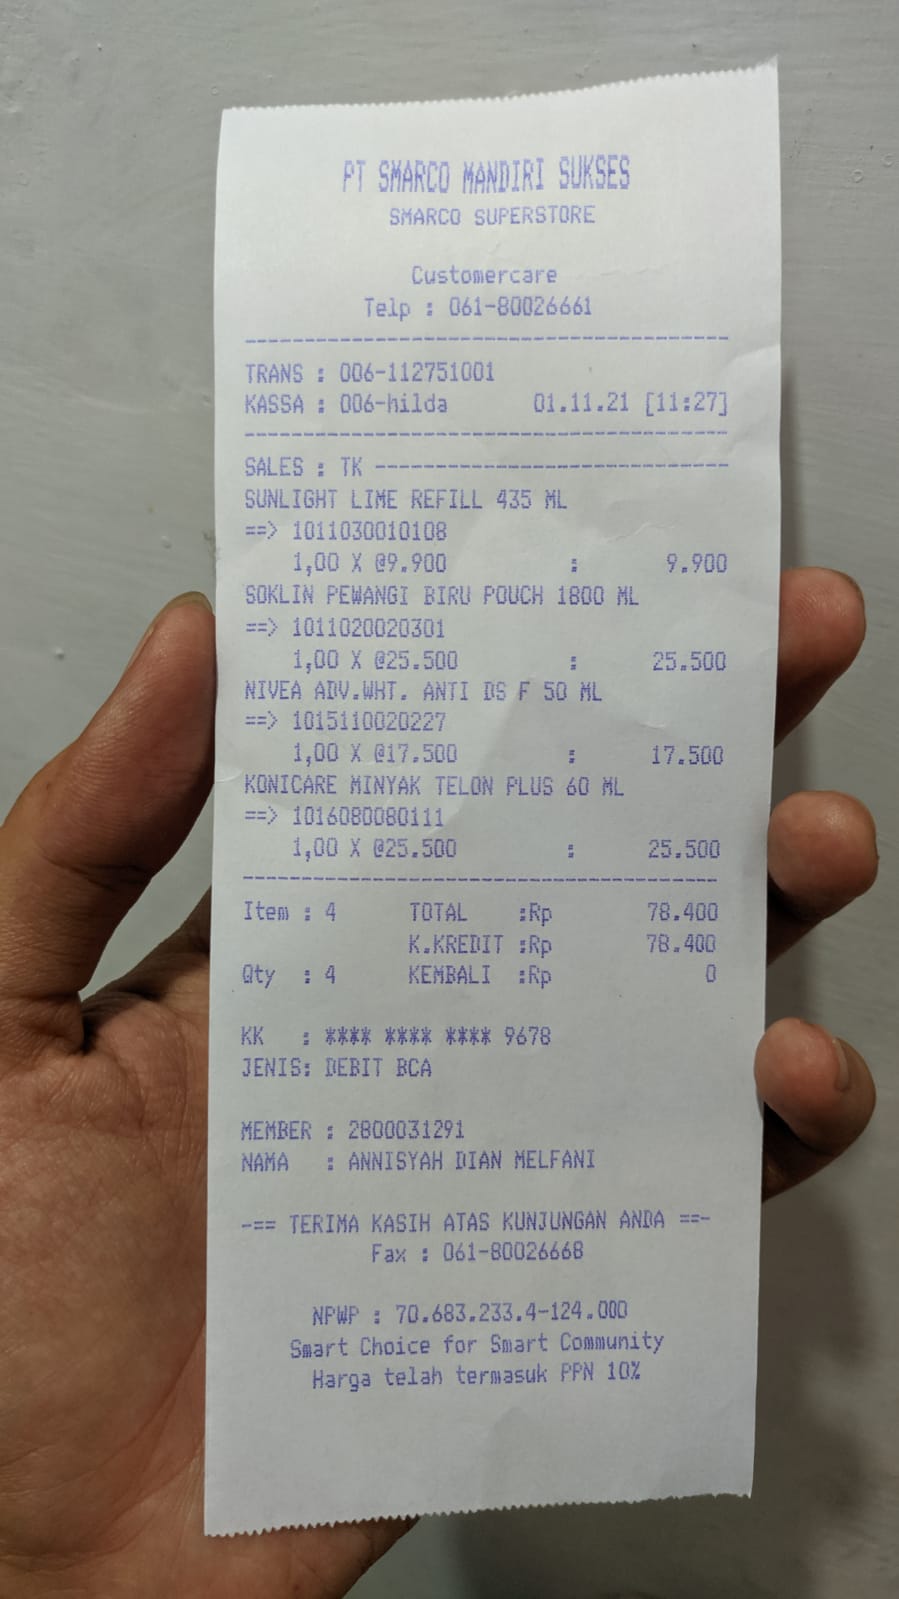 PT SMARCO MANDIRI SUKSES
SMARCO SUPERSTORE
Customercare
Telp : 061-80026661
------------------------------------------
TRANS : 006-112751001
KASSA : 006-hilda 01.11.21 [11:27]
------------------------------------------
SALES : TK ------------------------------
SUNLIGHT LIME REFILL 435 ML
==> 1011030010108
1,00 X @9.900 : 9.900
SOKLIN PEWANGI BIRU POUCH 1800 ML
==> 1011020020301
1,00 X @25.500 : 25.500
NIVEA ADV.WHT. ANTI DS F 50 ML
==> 1015110020227
1,00 X @17.500 : 17.500
KONICARE MINYAK TELON PLUS 60 ML
==> 1016080080111
1,00 X @25.500 : 25.500
------------------------------------------
Item : 4 TOTAL :Rp 78.400
K.KREDIT :Rp 78.400
Qty : 4 KEMBALI :Rp 0
KK : **** **** **** 9678
JENIS: DEBIT BCA
MEMBER : 2800031291
NAMA : ANNISYAH DIAN MELFANI
-== TERIMA KASIH ATAS KUNJUNGAN ANDA ==-
Fax : 061-80026668
NPWP : 70.683.233.4-124.000
Smart Choice for Smart Community
Harga telah termasuk PPN 10%